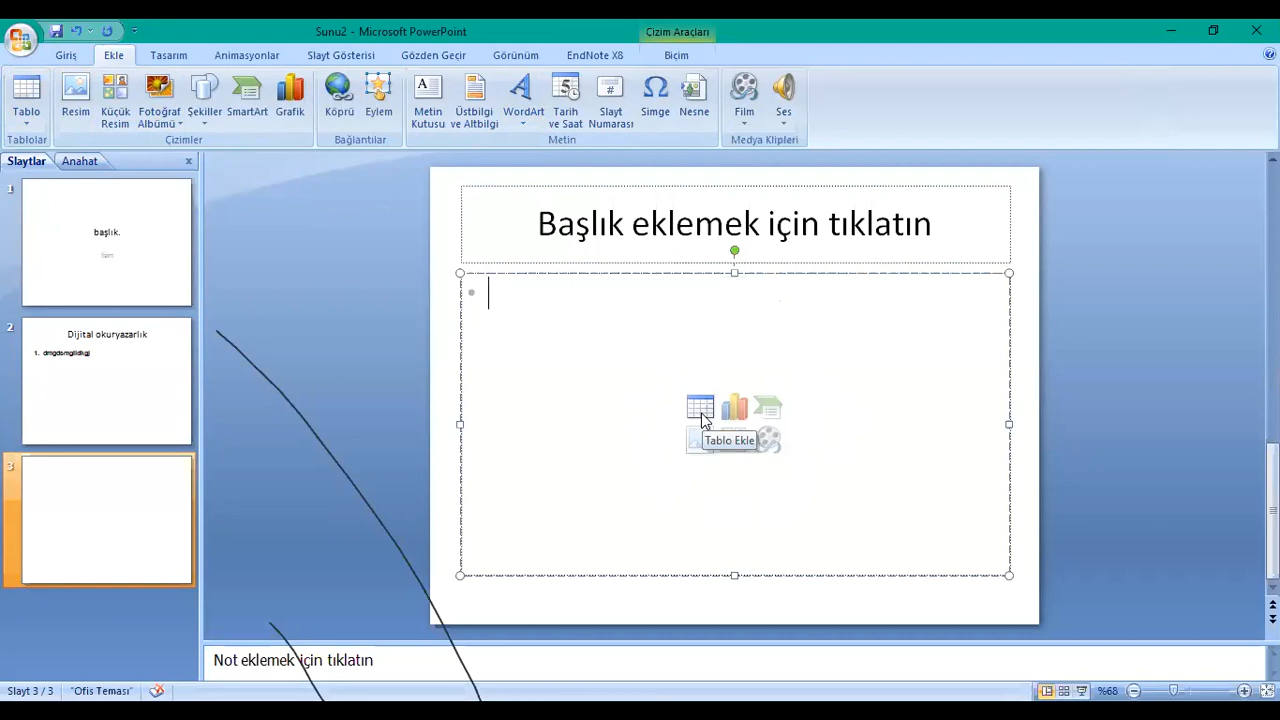 Sunu2 - Microsoft PowerPoint
Çizim Araçları
Giriş
Ekle
Tasarım
Animasyonlar
Slayt Gösterisi
Gözden Geçir
Görünüm
EndNote X8
Biçim
Tablo
Resim
Küçük Resim
Fotoğraf Albümü
Şekiller
SmartArt
Grafik
Köprü
Eylem
Metin Kutusu
Üstbilgi ve Altbilgi
WordArt
Tarih ve Saat
Slayt Numarası
Simge
Nesne
Film
Ses
Tablolar
Çizimler
Bağlantılar
Metin
Medya Klipleri
Slaytlar
Anahat
1
başlık.
2
Dijital okuryazarlık
3
Başlık eklemek için tıklatın
Tablo Ekle
Not eklemek için tıklatın
Slayt 3 / 3
"Ofis Teması"
%68